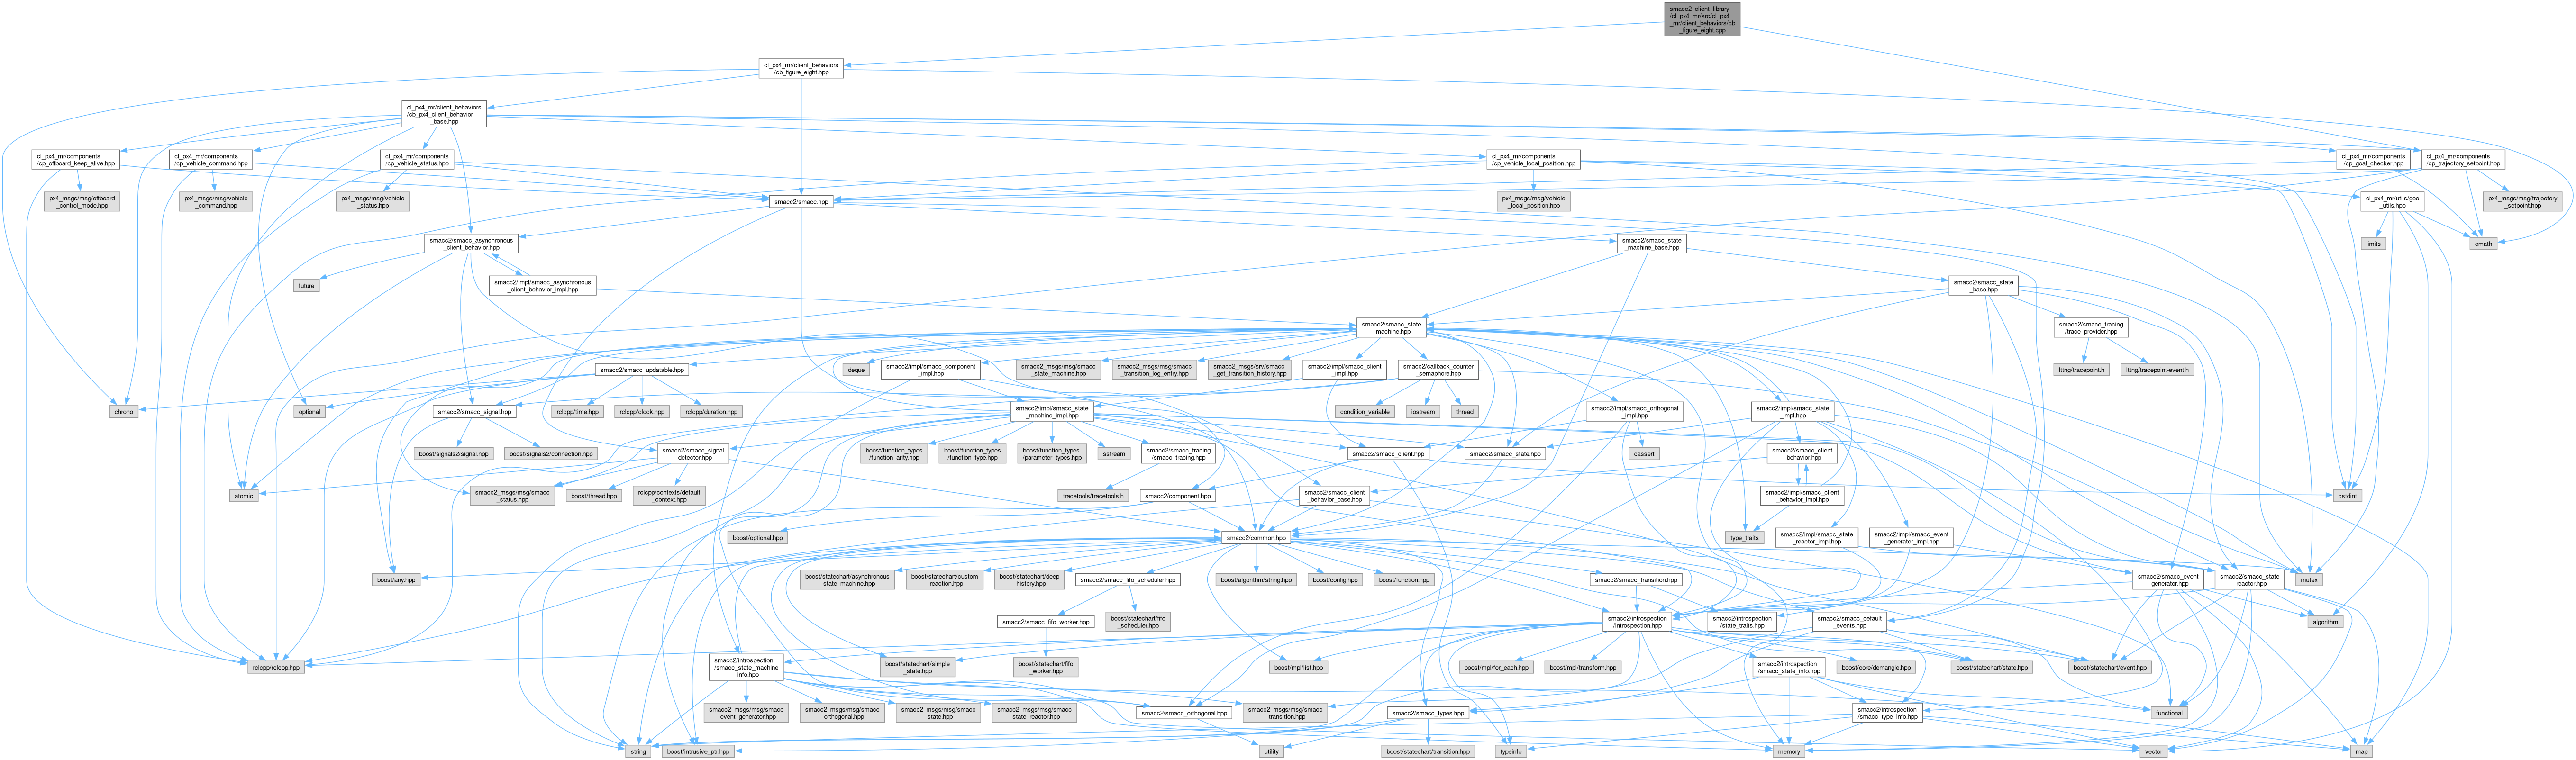 smacc2_client_library
/cl_px4_mr/src/cl_px4
_mr/client_behaviors/cb
_figure_eight.cpp
cl_px4_mr/client_behaviors
/cb_figure_eight.hpp
cl_px4_mr/client_behaviors
/cb_px4_client_behavior
_base.hpp
cl_px4_mr/components
/cp_offboard_keep_alive.hpp
cl_px4_mr/components
/cp_vehicle_command.hpp
cl_px4_mr/components
/cp_vehicle_status.hpp
cl_px4_mr/components
/cp_vehicle_local_position.hpp
cl_px4_mr/components
/cp_goal_checker.hpp
cl_px4_mr/components
/cp_trajectory_setpoint.hpp
px4_msgs/msg/offboard
_control_mode.hpp
px4_msgs/msg/vehicle
_command.hpp
px4_msgs/msg/vehicle
_status.hpp
smacc2/smacc.hpp
px4_msgs/msg/vehicle
_local_position.hpp
cl_px4_mr/utils/geo
_utils.hpp
px4_msgs/msg/trajectory
_setpoint.hpp
smacc2/smacc_asynchronous
_client_behavior.hpp
smacc2/smacc_state
_machine_base.hpp
limits
cmath
future
smacc2/impl/smacc_asynchronous
_client_behavior_impl.hpp
smacc2/smacc_state
_base.hpp
smacc2/smacc_state
_machine.hpp
smacc2/smacc_tracing
/trace_provider.hpp
smacc2/smacc_updatable.hpp
deque
smacc2/impl/smacc_component
_impl.hpp
smacc2_msgs/msg/smacc
_state_machine.hpp
smacc2_msgs/msg/smacc
_transition_log_entry.hpp
smacc2_msgs/srv/smacc
_get_transition_history.hpp
smacc2/impl/smacc_client
_impl.hpp
smacc2/callback_counter
_semaphore.hpp
lttng/tracepoint.h
lttng/tracepoint-event.h
chrono
optional
smacc2/smacc_signal.hpp
rclcpp/time.hpp
rclcpp/clock.hpp
rclcpp/duration.hpp
smacc2/impl/smacc_state
_machine_impl.hpp
condition_variable
iostream
thread
smacc2/impl/smacc_orthogonal
_impl.hpp
smacc2/impl/smacc_state
_impl.hpp
boost/signals2/signal.hpp
boost/signals2/connection.hpp
smacc2/smacc_signal
_detector.hpp
boost/function_types
/function_arity.hpp
boost/function_types
/function_type.hpp
boost/function_types
/parameter_types.hpp
sstream
smacc2/smacc_tracing
/smacc_tracing.hpp
smacc2/smacc_client.hpp
smacc2/smacc_state.hpp
cassert
smacc2/smacc_client
_behavior.hpp
atomic
smacc2_msgs/msg/smacc
_status.hpp
boost/thread.hpp
rclcpp/contexts/default
_context.hpp
tracetools/tracetools.h
smacc2/component.hpp
smacc2/smacc_client
_behavior_base.hpp
smacc2/impl/smacc_client
_behavior_impl.hpp
cstdint
boost/optional.hpp
smacc2/common.hpp
type_traits
smacc2/impl/smacc_state
_reactor_impl.hpp
smacc2/impl/smacc_event
_generator_impl.hpp
boost/any.hpp
boost/statechart/asynchronous
_state_machine.hpp
boost/statechart/custom
_reaction.hpp
boost/statechart/deep
_history.hpp
smacc2/smacc_fifo_scheduler.hpp
boost/algorithm/string.hpp
boost/config.hpp
boost/function.hpp
smacc2/smacc_transition.hpp
smacc2/smacc_event
_generator.hpp
smacc2/smacc_state
_reactor.hpp
mutex
smacc2/smacc_fifo_worker.hpp
boost/statechart/fifo
_scheduler.hpp
smacc2/introspection
/introspection.hpp
smacc2/introspection
/state_traits.hpp
smacc2/smacc_default
_events.hpp
algorithm
rclcpp/rclcpp.hpp
smacc2/introspection
/smacc_state_machine
_info.hpp
boost/statechart/simple
_state.hpp
boost/statechart/fifo
_worker.hpp
boost/mpl/list.hpp
boost/mpl/for_each.hpp
boost/mpl/transform.hpp
smacc2/introspection
/smacc_state_info.hpp
boost/core/demangle.hpp
boost/statechart/state.hpp
boost/statechart/event.hpp
smacc2_msgs/msg/smacc
_event_generator.hpp
smacc2_msgs/msg/smacc
_orthogonal.hpp
smacc2_msgs/msg/smacc
_state.hpp
smacc2_msgs/msg/smacc
_state_reactor.hpp
smacc2/smacc_orthogonal.hpp
smacc2_msgs/msg/smacc
_transition.hpp
smacc2/smacc_types.hpp
smacc2/introspection
/smacc_type_info.hpp
functional
string
boost/intrusive_ptr.hpp
utility
boost/statechart/transition.hpp
typeinfo
memory
vector
map